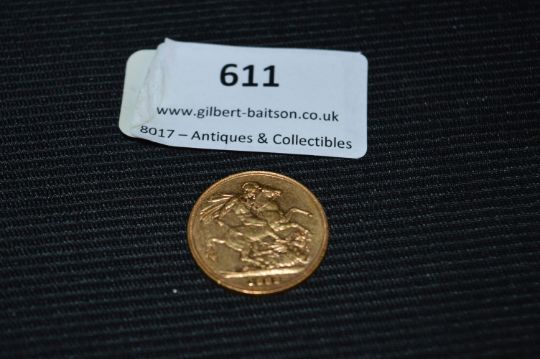 611
www.gilbert-baitson.co.uk
8017 – Antiques & Collectibles